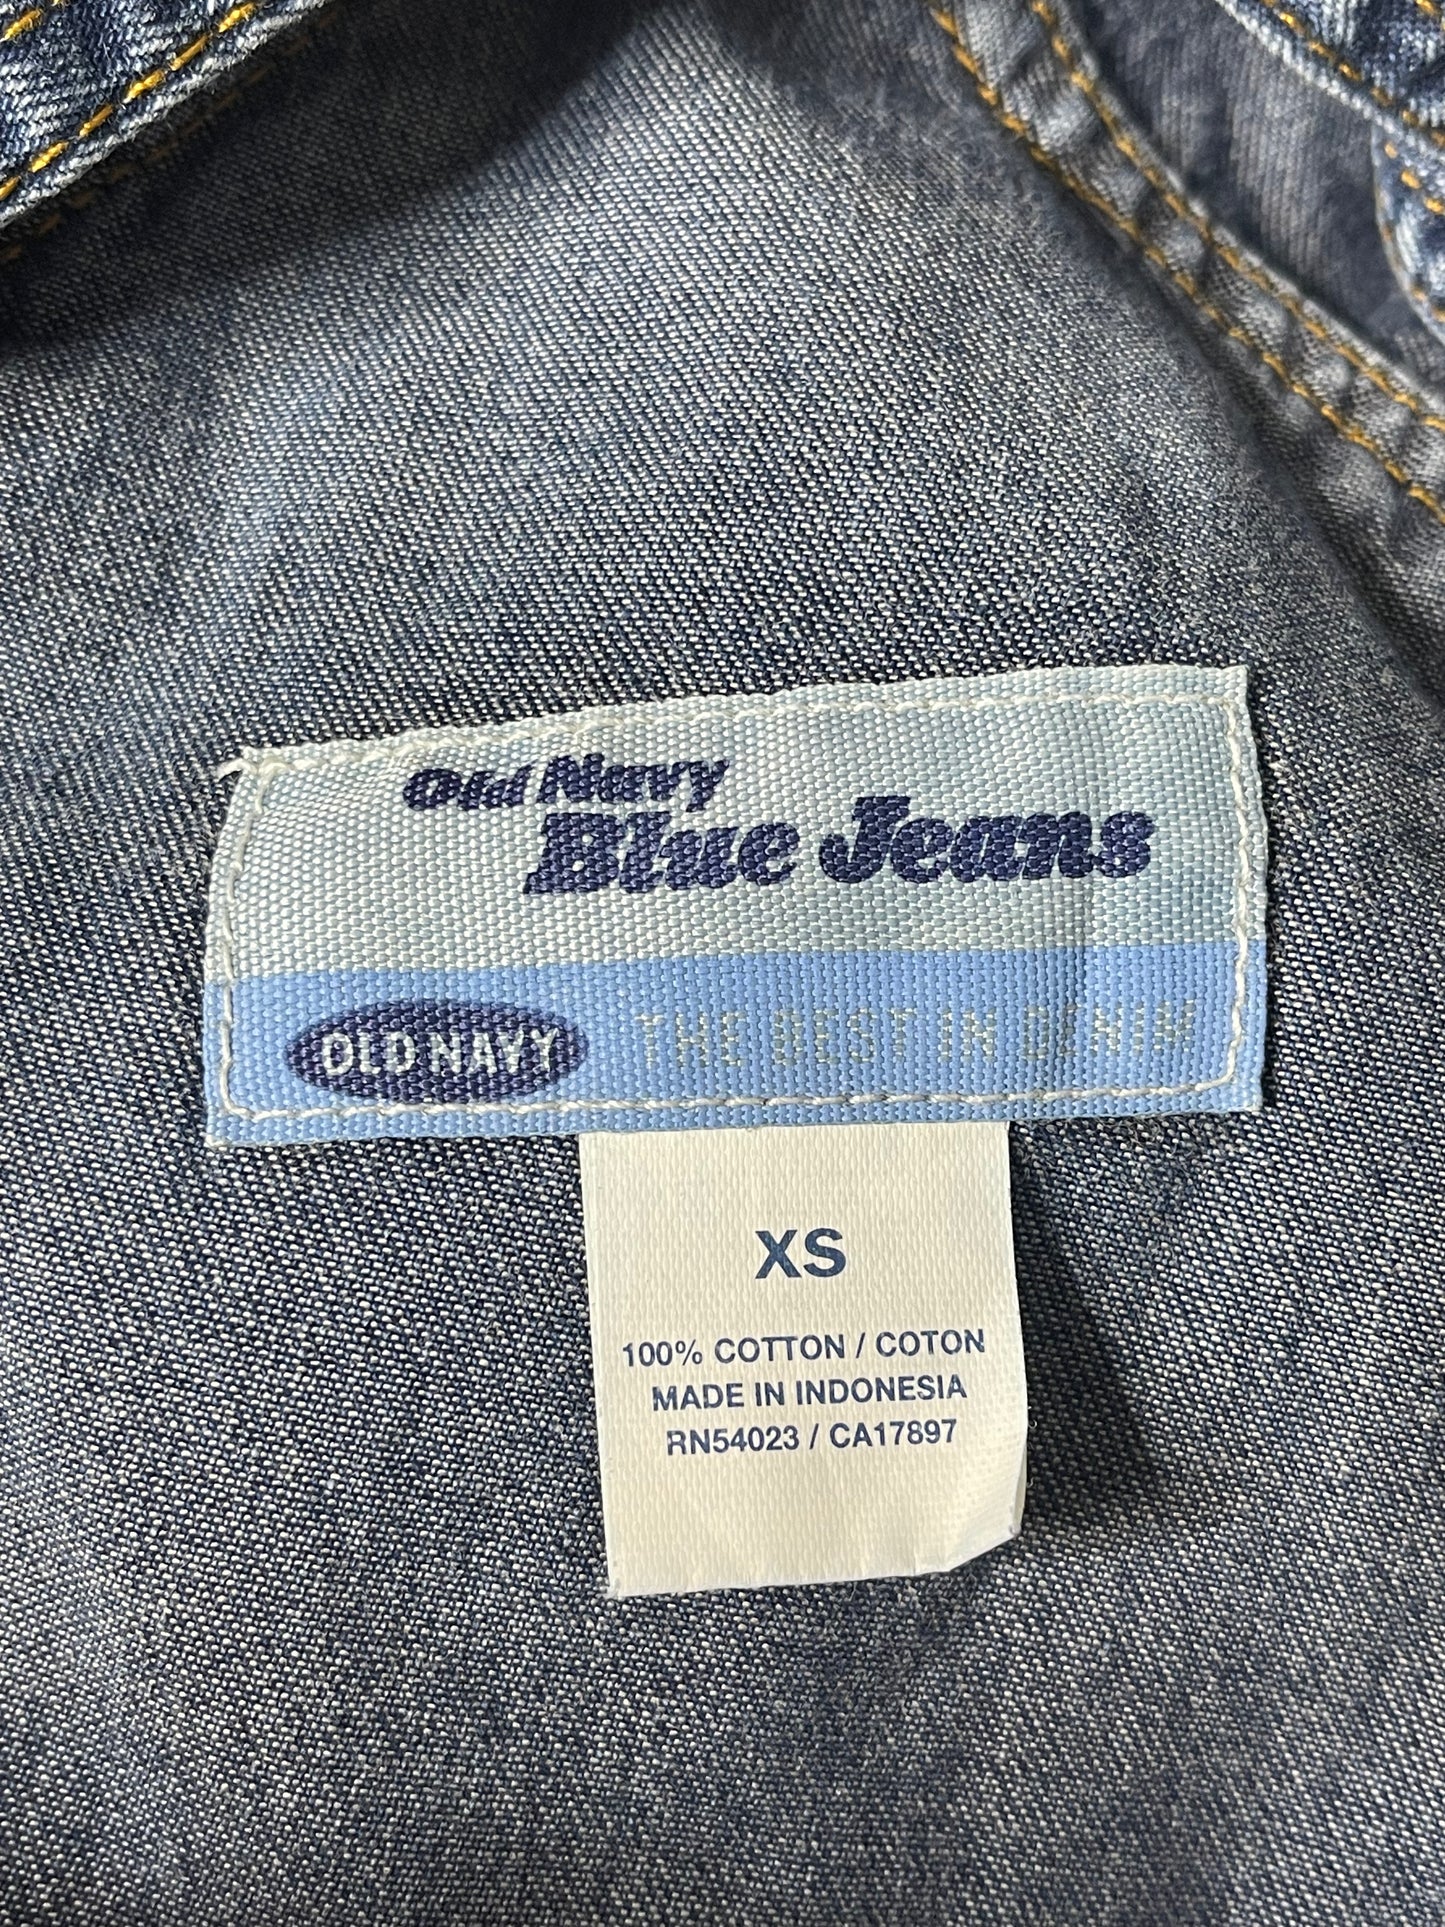 Old Navy
Blue Jeans
OLD NAVY THE BEST IN DENIM
XS
100% COTTON / COTON
MADE IN INDONESIA
RN54023 / CA17897